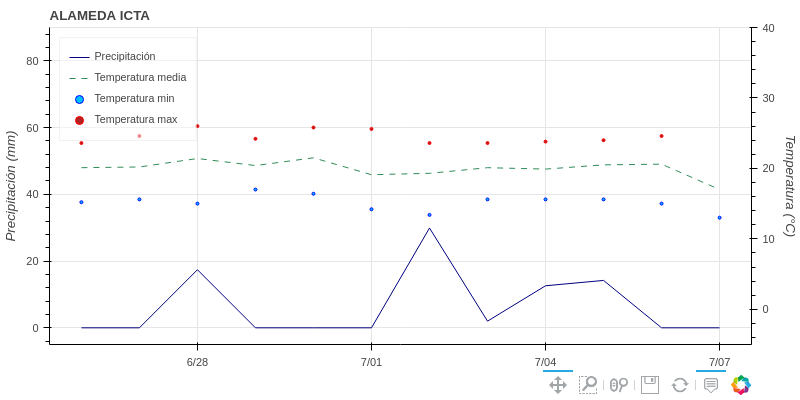 ALAMEDA ICTA
Precipitación
Temperatura media
Temperatura min
Temperatura max
Precipitación (mm)
80
60
40
20
0
Temperatura (°C)
40
30
20
10
0
6/28
7/01
7/04
7/07